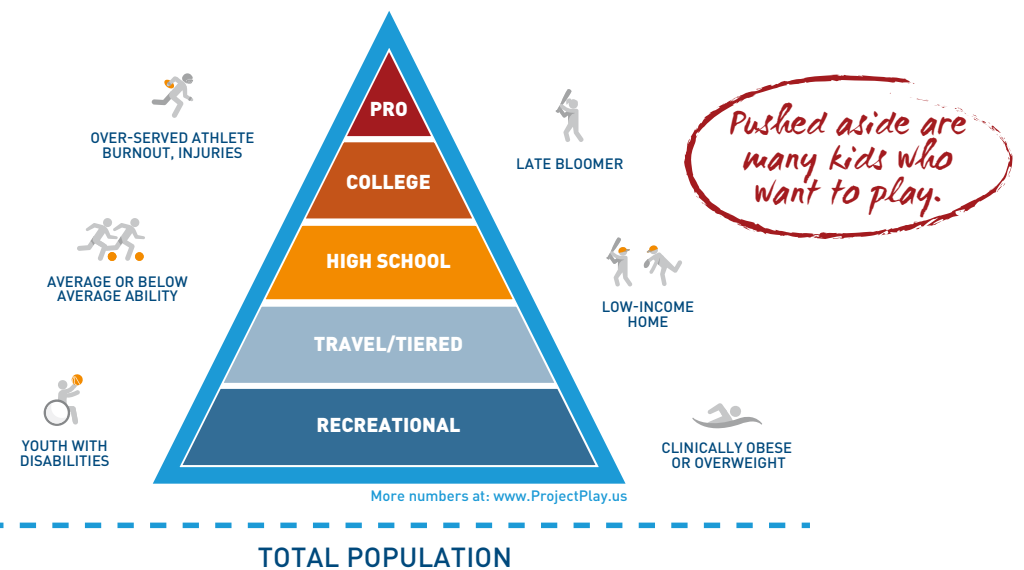 PRO
COLLEGE
HIGH SCHOOL
TRAVEL/TIERED
RECREATIONAL
OVER-SERVED ATHLETE
BURNOUT, INJURIES
AVERAGE OR BELOW
AVERAGE ABILITY
YOUTH WITH
DISABILITIES
LATE BLOOMER
LOW-INCOME
HOME
CLINICALLY OBESE
OR OVERWEIGHT
Pushed aside are
many kids who
want to play.
More numbers at: www.ProjectPlay.us
TOTAL POPULATION